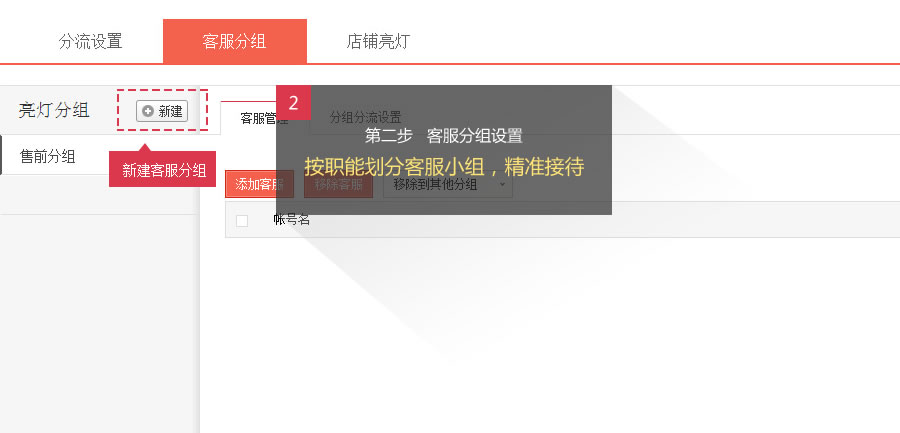 分流设置 客服分组 店铺亮灯
亮灯分组 新建
客服管理 分组分流设置
2
第二步 客服分组设置
按职能划分客服小组，精准接待
售前分组
新建客服分组
添加客服 移除客服 移除到其他分组
帐号名